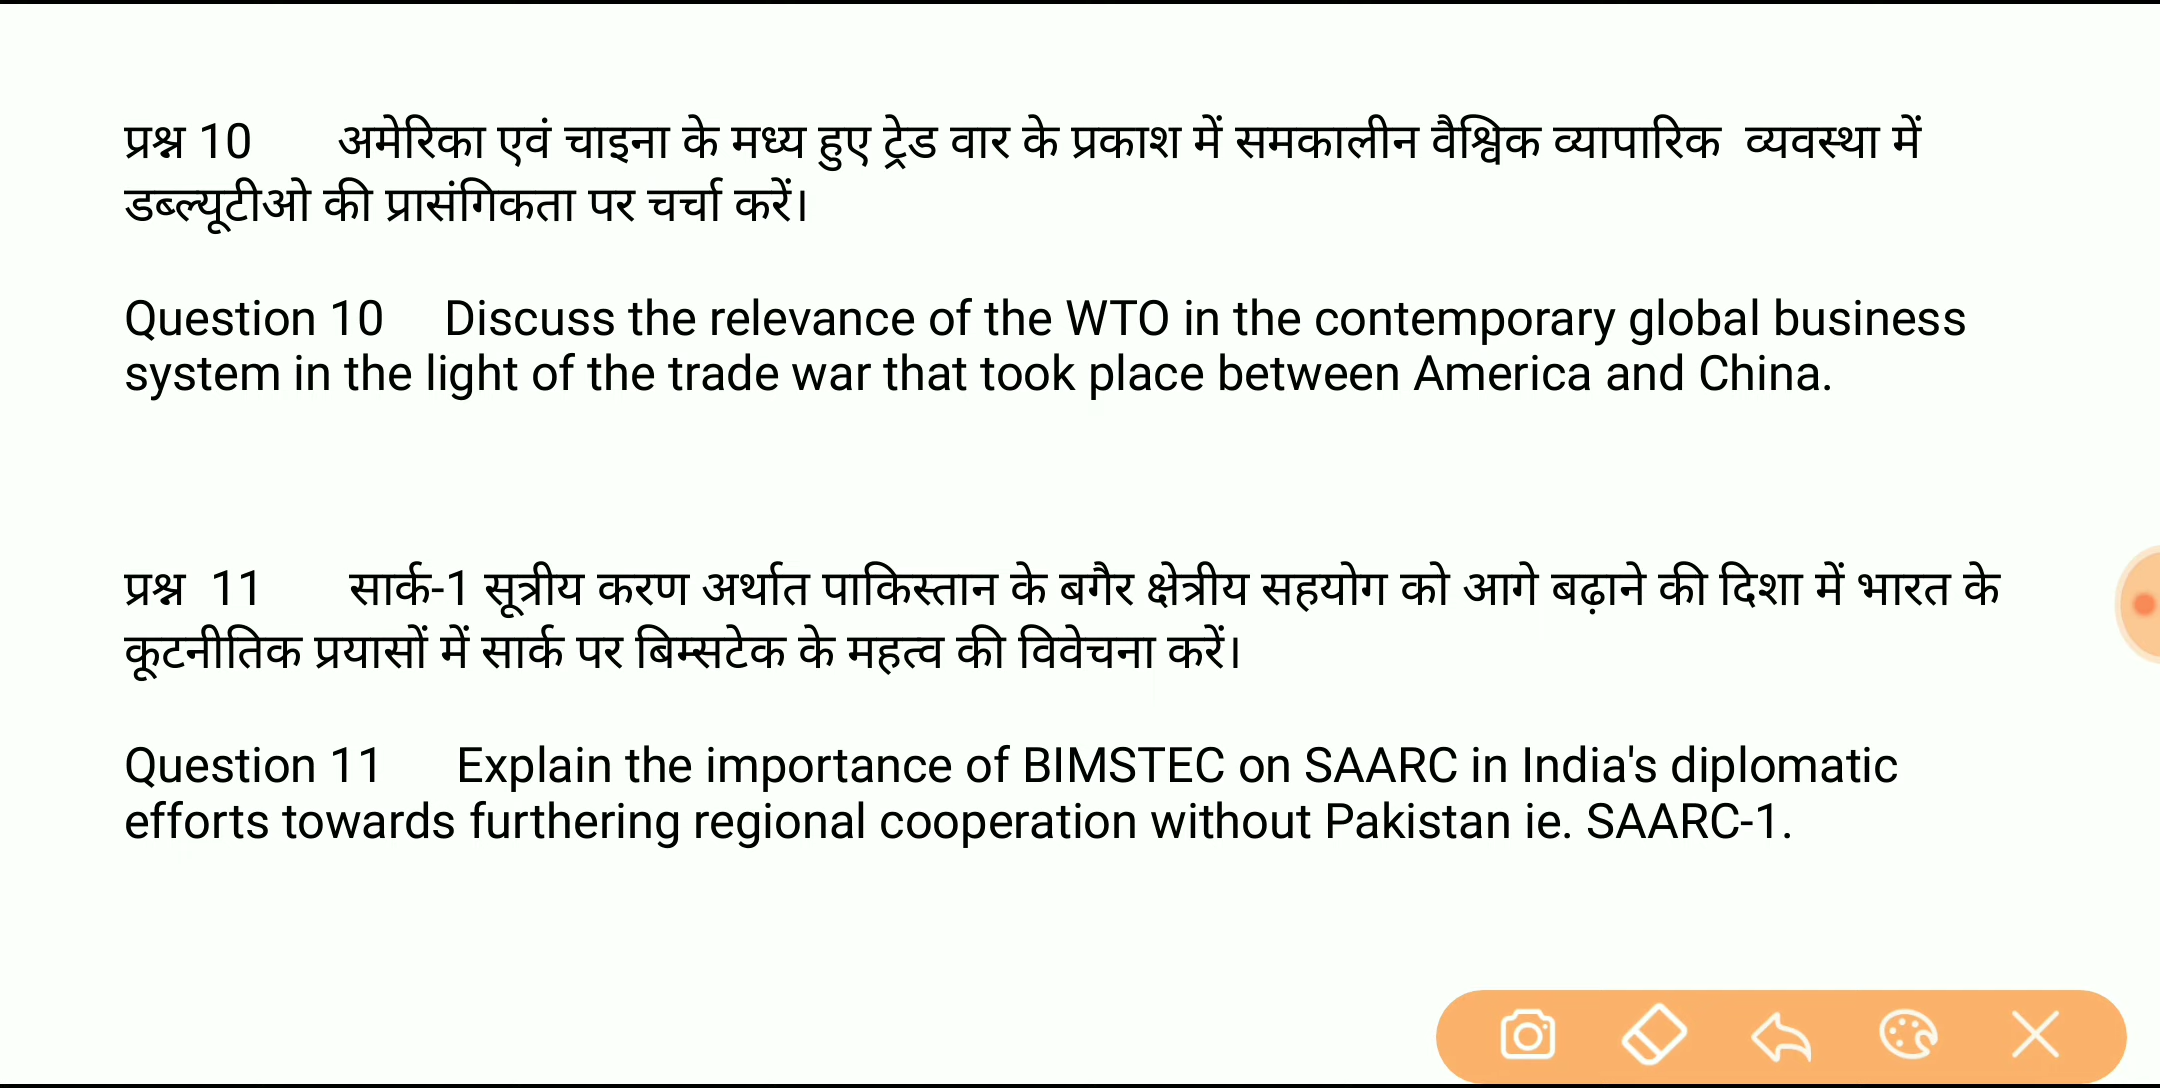 प्रश्न 10 अमेरिका एवं चाइना के मध्य हुए ट्रेड वार के प्रकाश में समकालीन वैश्विक व्यापारिक व्यवस्था में
डब्ल्यूटीओ की प्रासंगिकता पर चर्चा करें।
Question 10 Discuss the relevance of the WTO in the contemporary global business
system in the light of the trade war that took place between America and China.
प्रश्न 11 सार्क-1 सूत्रीय करण अर्थात पाकिस्तान के बगैर क्षेत्रीय सहयोग को आगे बढ़ाने की दिशा में भारत के
कूटनीतिक प्रयासों में सार्क पर बिम्सटेक के महत्व की विवेचना करें।
Question 11 Explain the importance of BIMSTEC on SAARC in India's diplomatic
efforts towards furthering regional cooperation without Pakistan ie. SAARC-1.